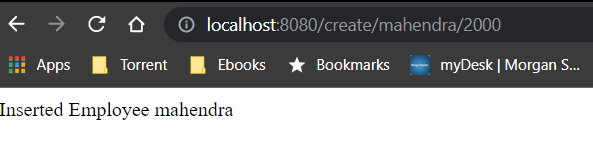 localhost:8080/create/mahendra/2000
Apps Torrent Ebooks Bookmarks myDesk | Morgan S...
Inserted Employee mahendra